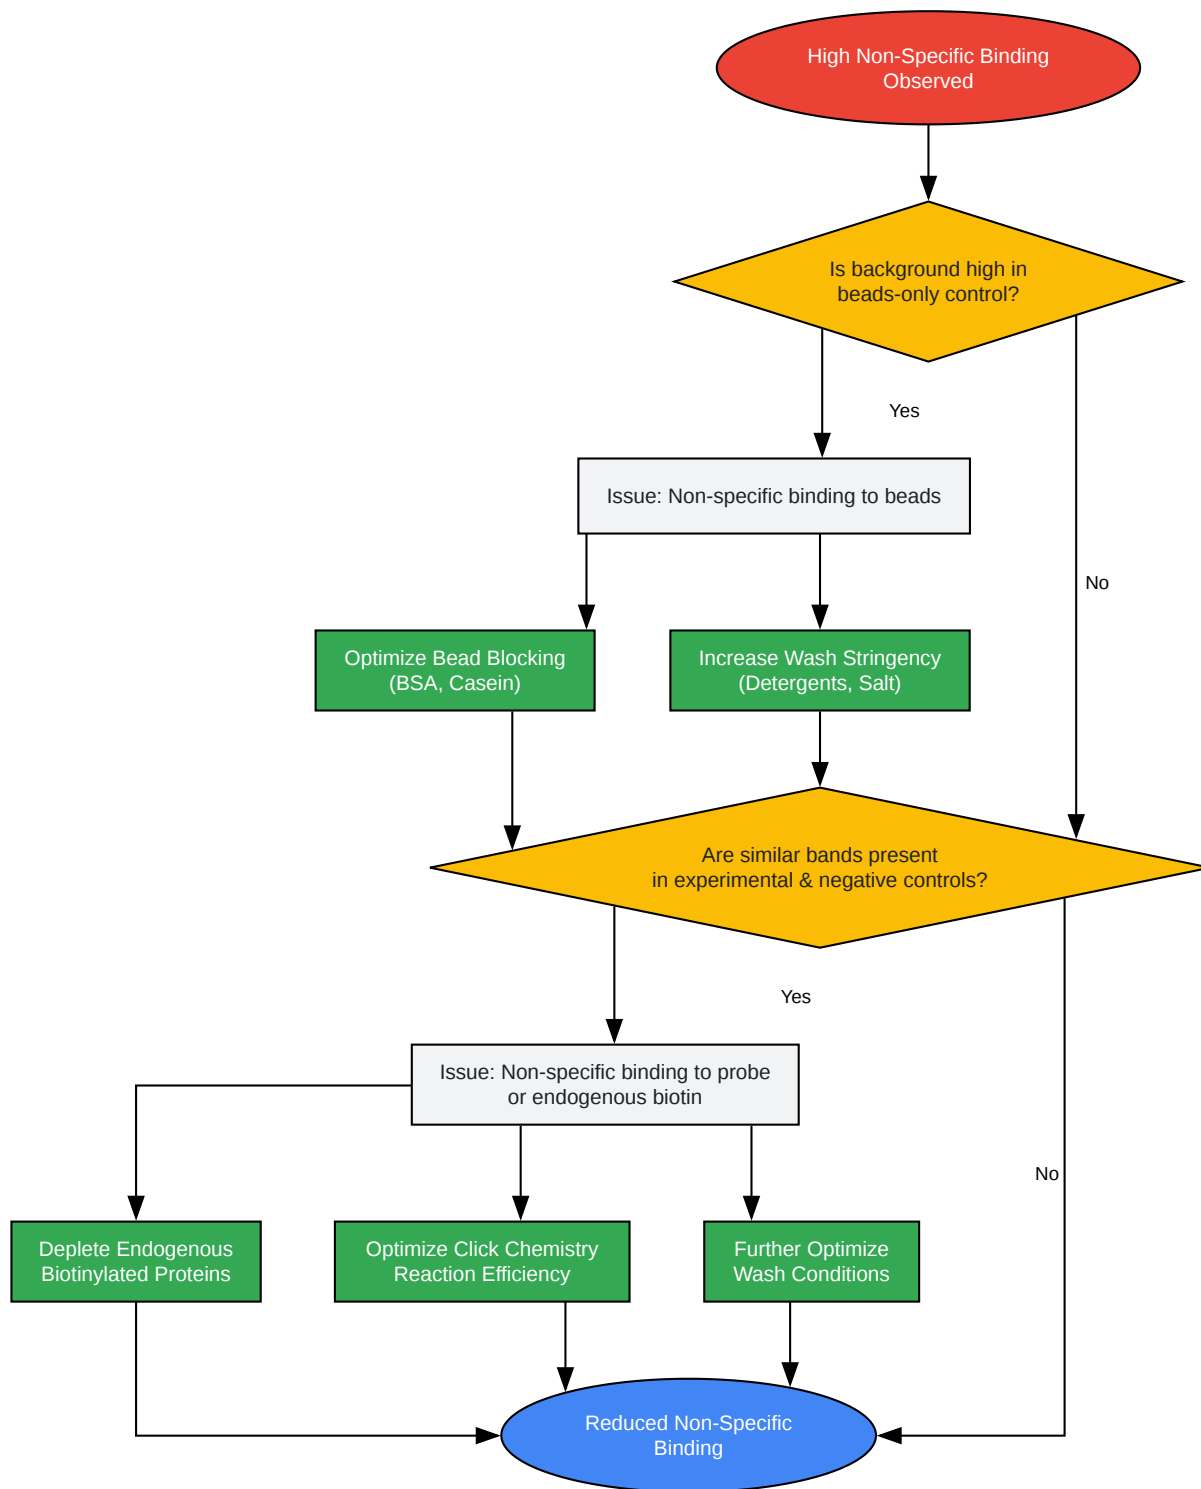 High Non-Specific Binding
Observed
Is background high in
beads-only control?
Yes
Issue: Non-specific binding to beads
No
Optimize Bead Blocking
(BSA, Casein)
Increase Wash Stringency
(Detergents, Salt)
Are similar bands present
in experimental & negative controls?
Yes
Issue: Non-specific binding to probe
or endogenous biotin
No
Deplete Endogenous
Biotinylated Proteins
Optimize Click Chemistry
Reaction Efficiency
Further Optimize
Wash Conditions
Reduced Non-Specific
Binding